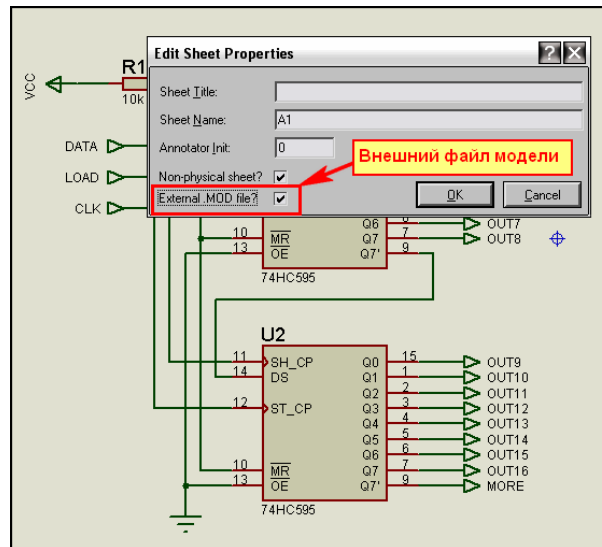 Edit Sheet Properties
Sheet Title:
Sheet Name: A1
Annotator Init: 0
Non-physical sheet?
External .MOD file?
OK Cancel
Внешний файл модели
VCC
R1
10k
DATA
LOAD
CLK
Q6 OUT7
10 MR Q7 7 OUT8
13 OE Q7' 9
74HC595
U2
11 SH_CP Q0 15 OUT9
14 DS Q1 1 OUT10
Q2 2 OUT11
12 ST_CP Q3 3 OUT12
Q4 4 OUT13
Q5 5 OUT14
Q6 6 OUT15
10 MR Q7 7 OUT16
13 OE Q7' 9 MORE
74HC595